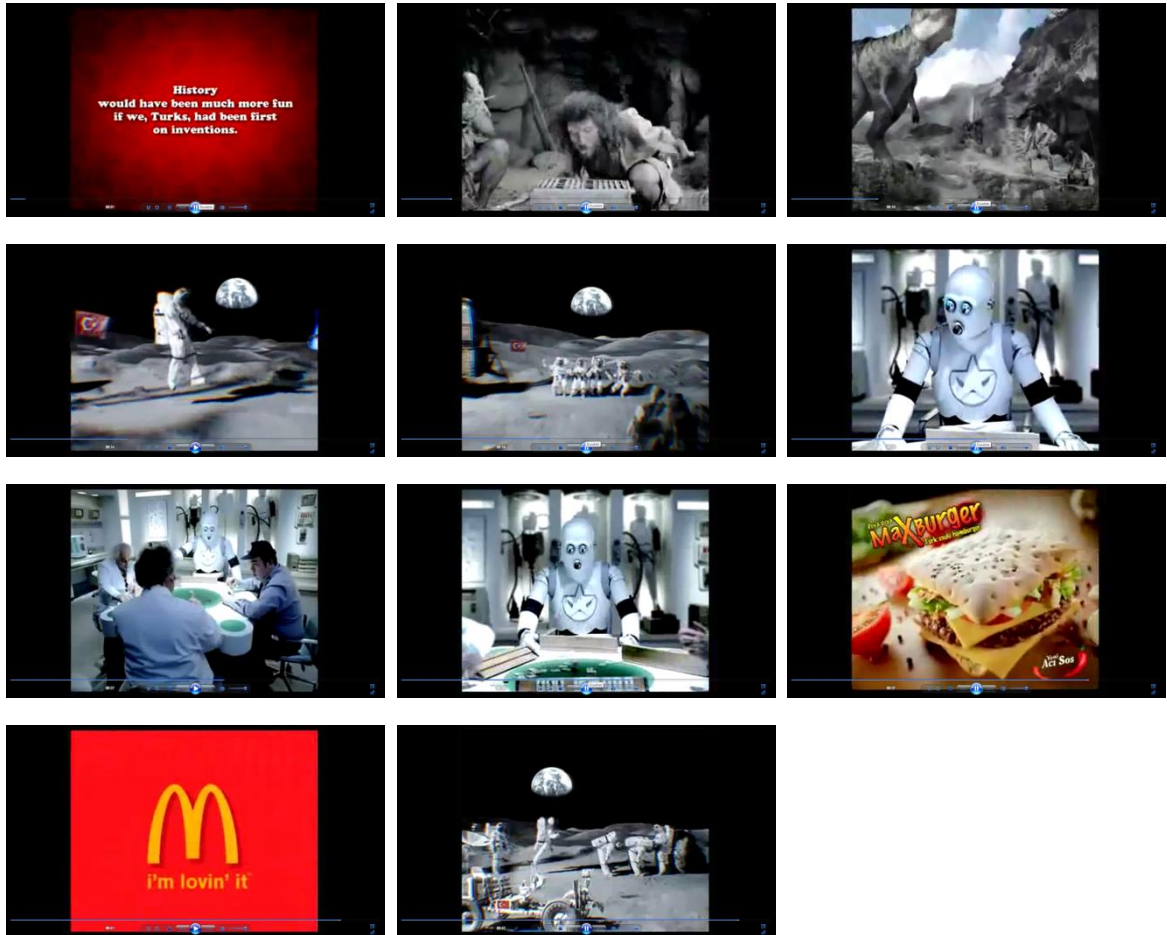 History
would have been much more fun
if we, Turks, had been first
on inventions.
MaXBurger
Türk usulü hamburger
Yeni
Acı Sos
M
i'm lovin' it